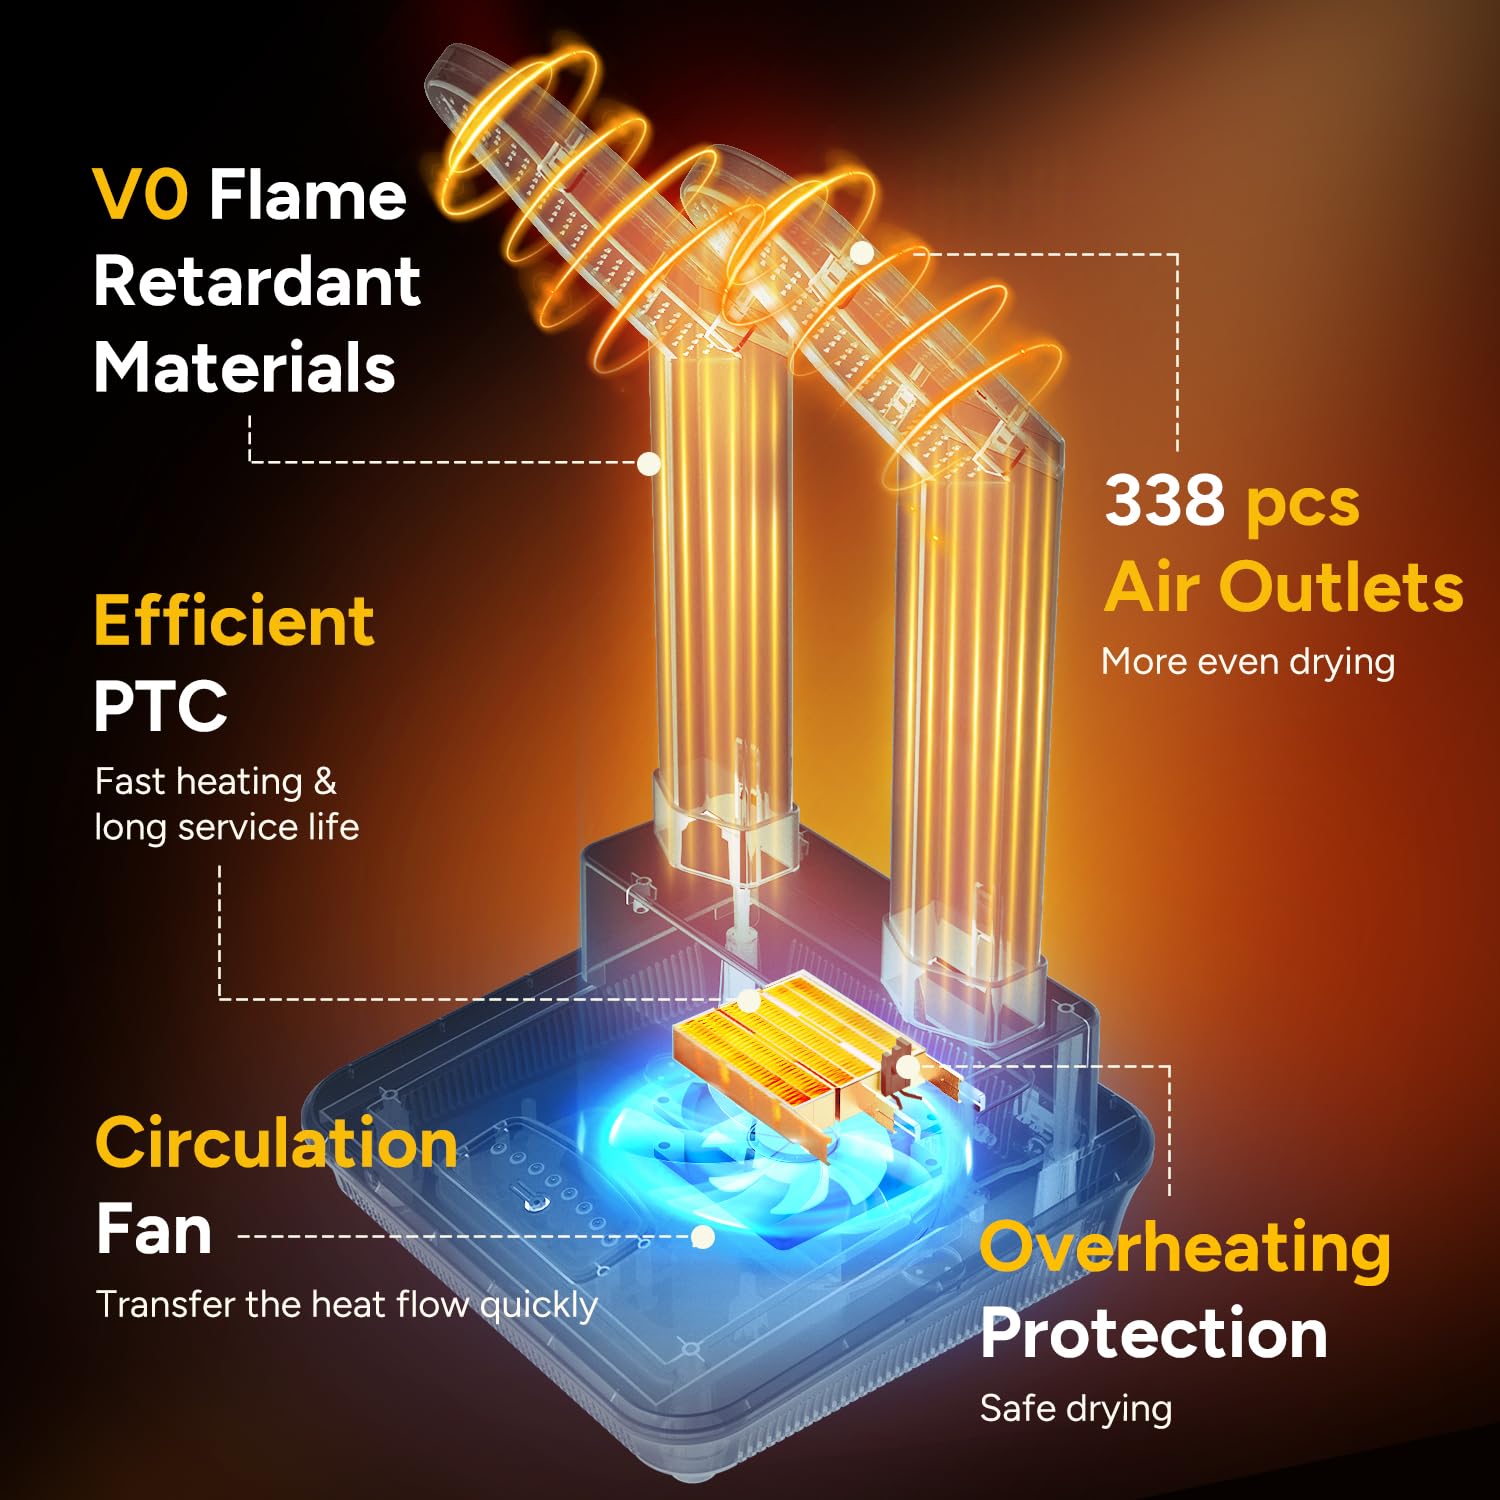 V0 Flame
Retardant
Materials
338 pcs
Air Outlets
More even drying
Efficient
PTC
Fast heating &
long service life
Circulation
Fan
Transfer the heat flow quickly
Overheating
Protection
Safe drying